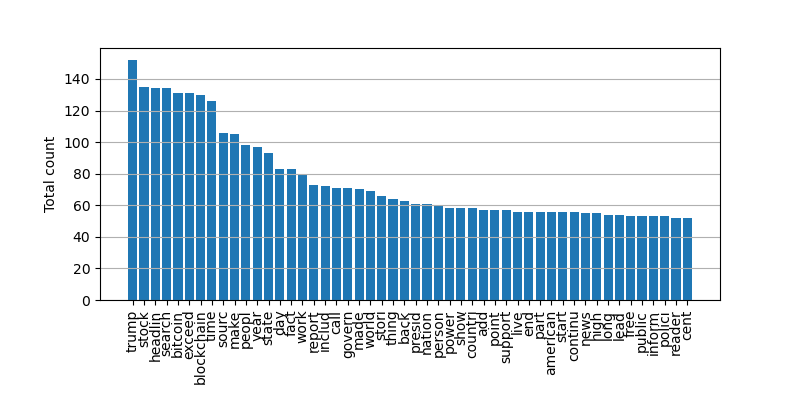 Total count
140
120
100
80
60
40
20
0
trump
stock
headlin
search
bitcoin
exceed
blockchain
time
sourc
make
peopl
year
state
day
fact
work
report
includ
call
govern
made
world
stori
thing
back
presid
nation
person
power
show
countri
add
point
support
live
end
part
american
start
continu
news
high
long
lead
free
public
inform
polici
reader
cent